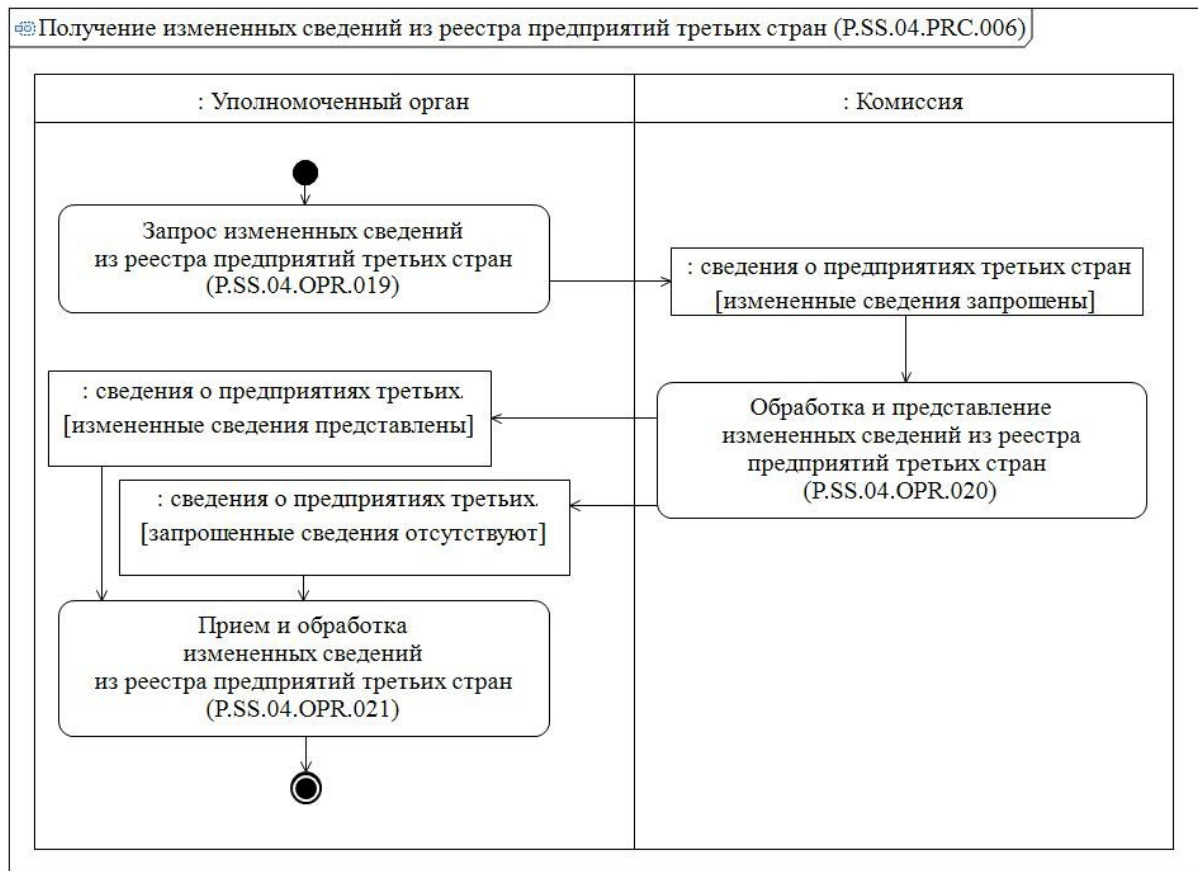 Получение измененных сведений из реестра предприятий третьих стран (P.SS.04.PRC.006)
: Уполномоченный орган
: Комиссия
Запрос измененных сведений
из реестра предприятий третьих стран
(P.SS.04.OPR.019)
: сведения о предприятиях третьих стран
[измененные сведения запрошены]
: сведения о предприятиях третьих.
[измененные сведения представлены]
Обработка и представление
измененных сведений из реестра
предприятий третьих стран
(P.SS.04.OPR.020)
: сведения о предприятиях третьих.
[запрошенные сведения отсутствуют]
Прием и обработка
измененных сведений
из реестра предприятий третьих стран
(P.SS.04.OPR.021)